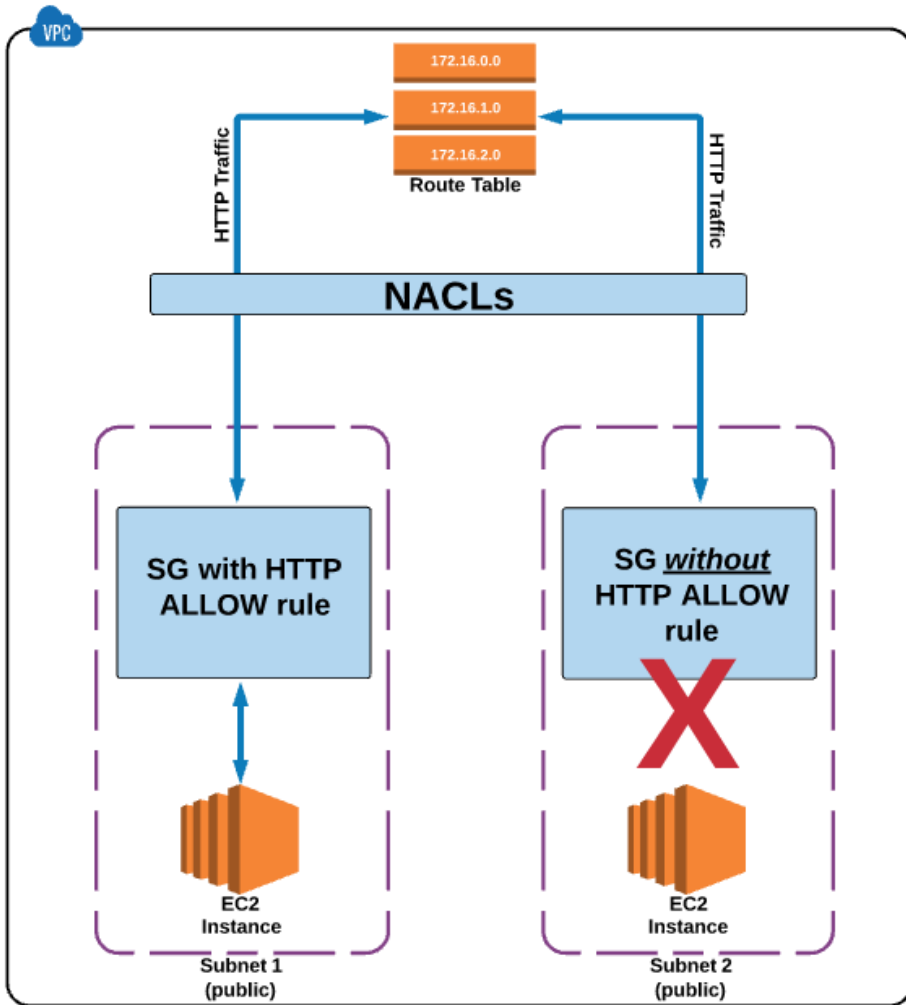 VPC
172.16.0.0
172.16.1.0
172.16.2.0
Route Table
HTTP Traffic
HTTP Traffic
NACLs
SG with HTTP
ALLOW rule
SG without
HTTP ALLOW
rule
X
EC2
Instance
EC2
Instance
Subnet 1
(public)
Subnet 2
(public)